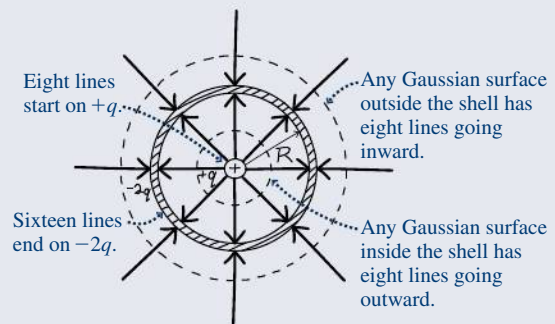 Eight lines
start on +q.
Any Gaussian surface
outside the shell has
eight lines going
inward.
+
R
+q
−2q
Sixteen lines
end on −2q.
Any Gaussian surface
inside the shell has
eight lines going
outward.